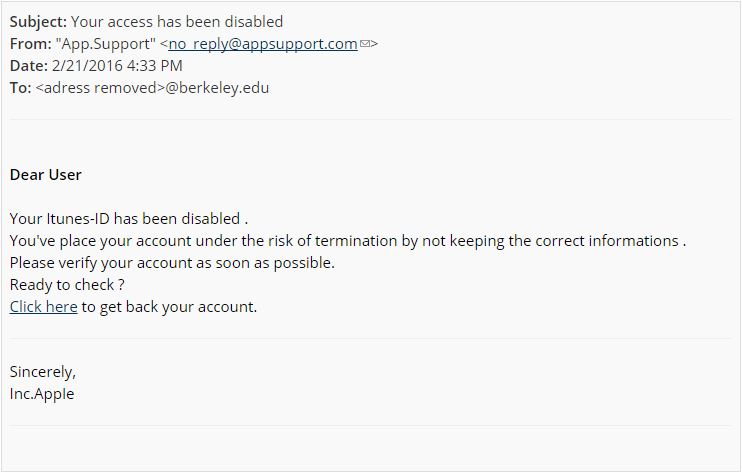 Subject: Your access has been disabled
From: "App.Support" <no_reply@appsupport.com>
Date: 2/21/2016 4:33 PM
To: <adress removed>@berkeley.edu
Dear User
Your Itunes-ID has been disabled .
You've place your account under the risk of termination by not keeping the correct informations .
Please verify your account as soon as possible.
Ready to check ?
Click here to get back your account.
Sincerely,
Inc.Apple